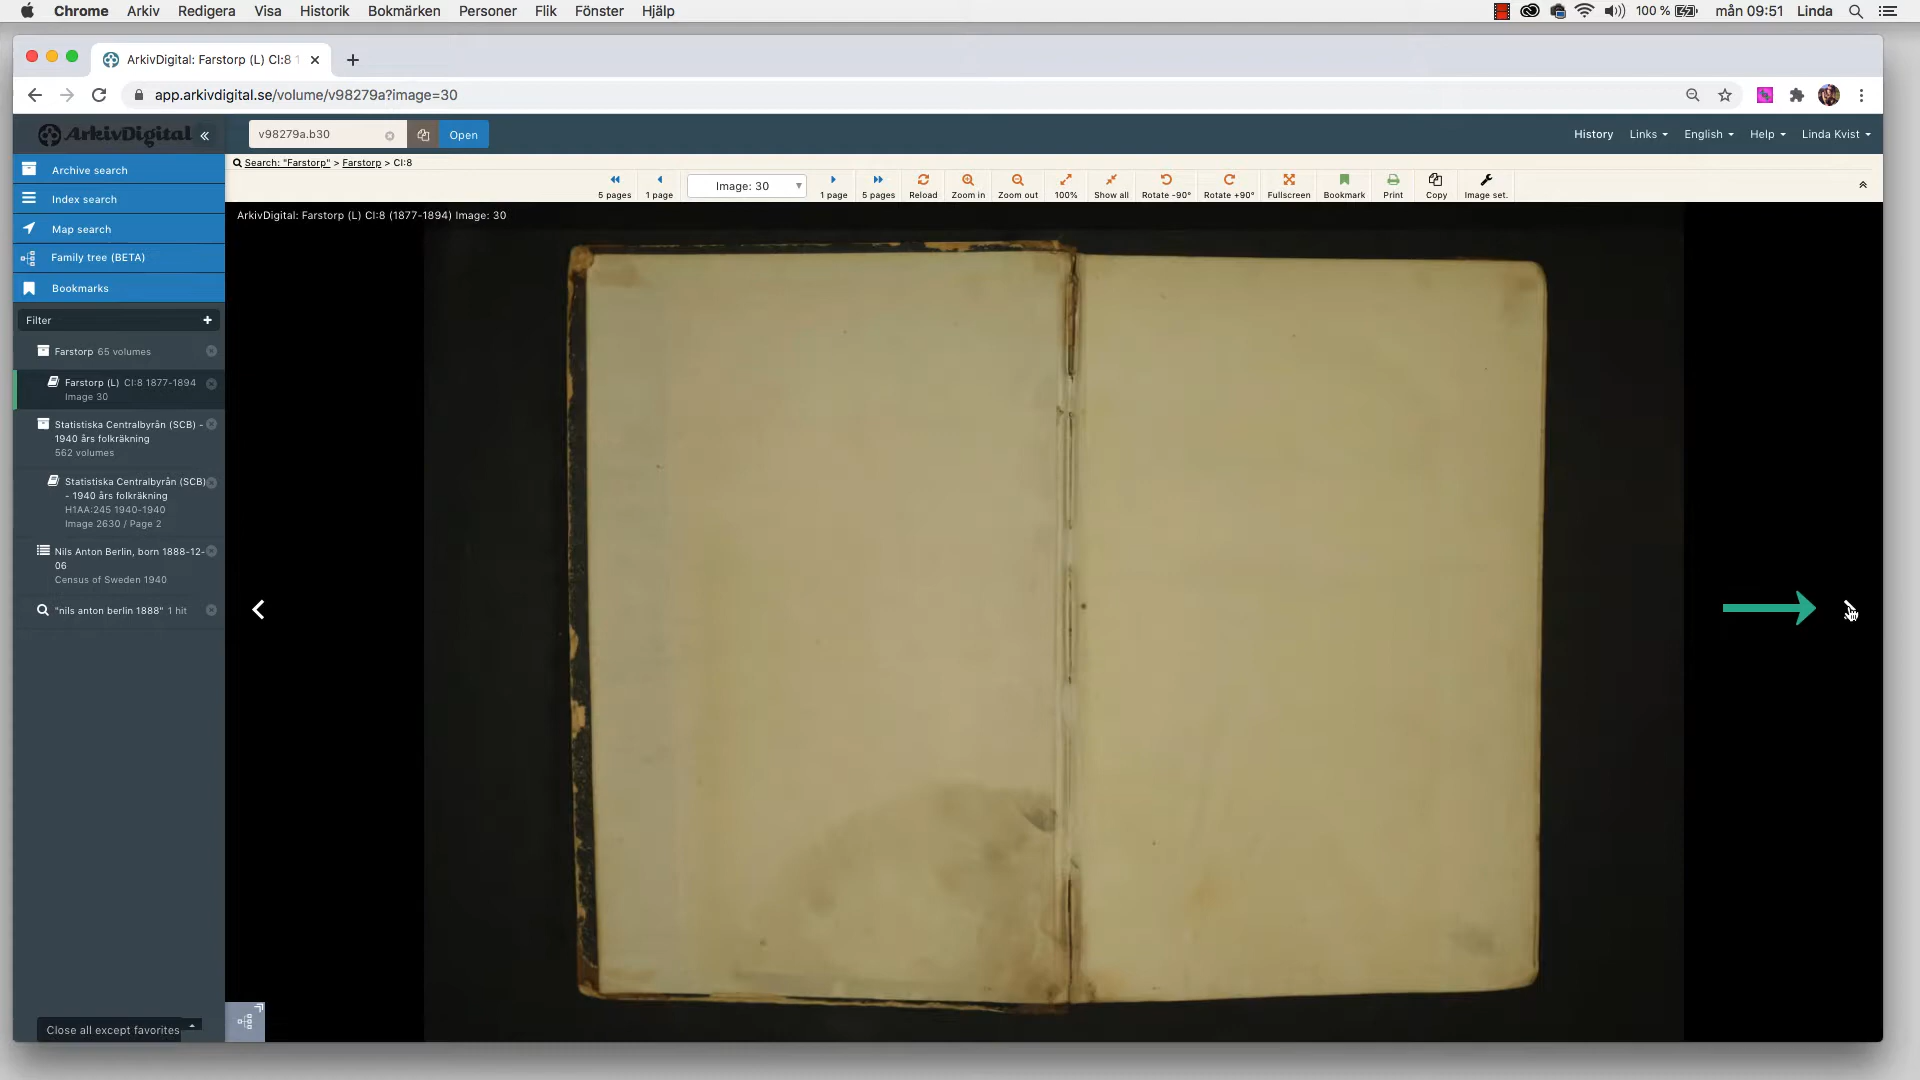 Chrome Arkiv Redigera Visa Historik Bokmärken Personer Flik Fönster Hjälp 100 % mån 09:51 Linda
ArkivDigital: Farstorp (L) CI:8 1
app.arkivdigital.se/volume/v98279a?image=30
ArkivDigital « v98279a.b30 Open History Links English Help Linda Kvist
Search: "Farstorp" > Farstorp > CI:8
5 pages 1 page Image: 30 1 page 5 pages Reload Zoom in Zoom out 100% Show all Rotate -90° Rotate +90° Fullscreen Bookmark Print Copy Image set.
ArkivDigital: Farstorp (L) CI:8 (1877-1894) Image: 30
Archive search
Index search
Map search
Family tree (BETA)
Bookmarks
Filter +
Farstorp 65 volumes
Farstorp (L) CI:8 1877-1894
Image 30
Statistiska Centralbyrån (SCB) -
1940 års folkräkning
562 volumes
Statistiska Centralbyrån (SCB)
- 1940 års folkräkning
H1AA:245 1940-1940
Image 2630 / Page 2
Nils Anton Berlin, born 1888-12-
06
Census of Sweden 1940
"nils anton berlin 1888" 1 hit
Close all except favorites